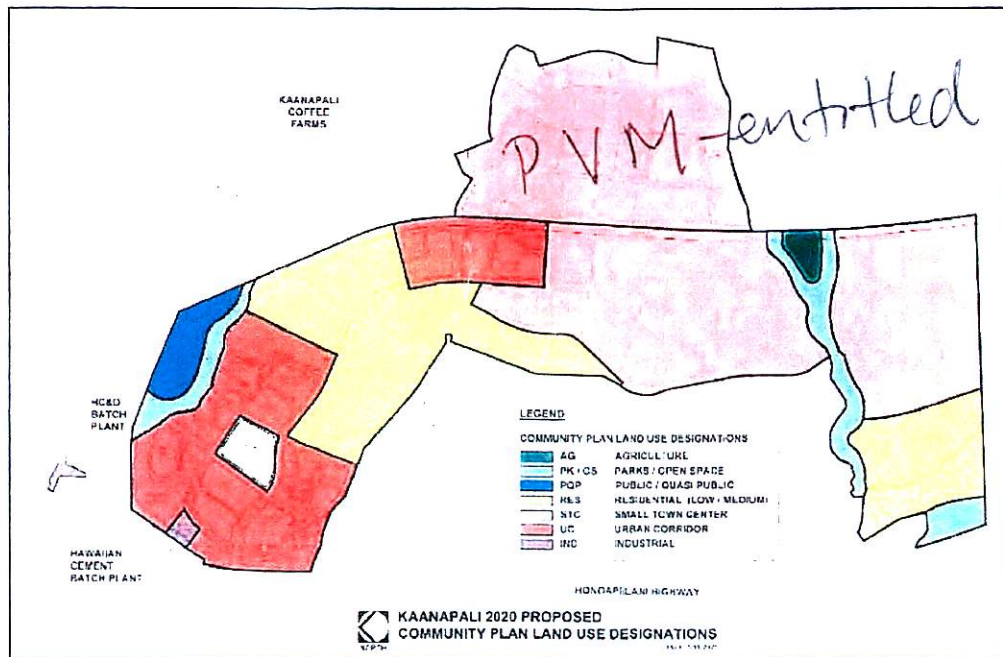 KAANAPALI
COFFEE
FARMS
PVM-entitled
HC&D
BATCH
PLANT
HAWAIIAN
CEMENT
BATCH PLANT
LEGEND
COMMUNITY PLAN LAND USE DESIGNATIONS
AG AGRICULTURE
PK / OS PARKS / OPEN SPACE
PQP PUBLIC / QUASI PUBLIC
RES RESIDENTIAL (LOW / MEDIUM)
STC SMALL TOWN CENTER
UC URBAN CORRIDOR
IND INDUSTRIAL
HONOAPIILANI HIGHWAY
KAANAPALI 2020 PROPOSED
COMMUNITY PLAN LAND USE DESIGNATIONS
NORTH